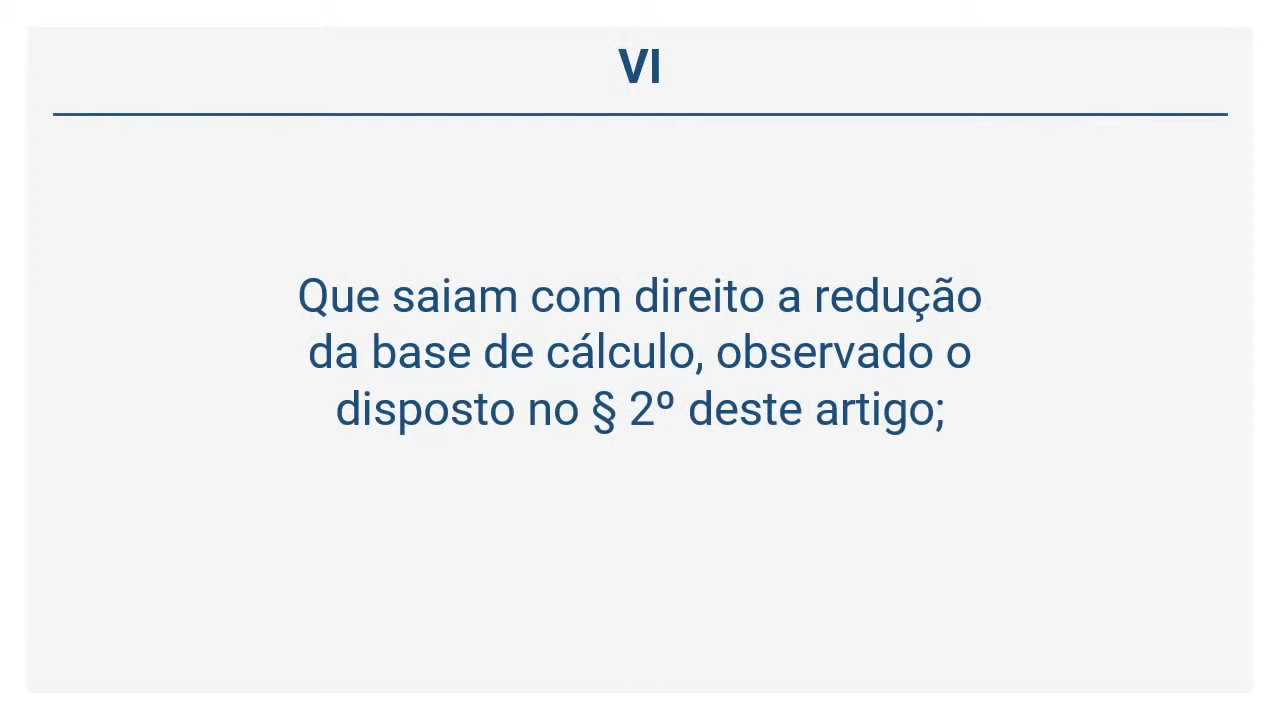 VI
Que saiam com direito a redução
da base de cálculo, observado o
disposto no § 2º deste artigo;